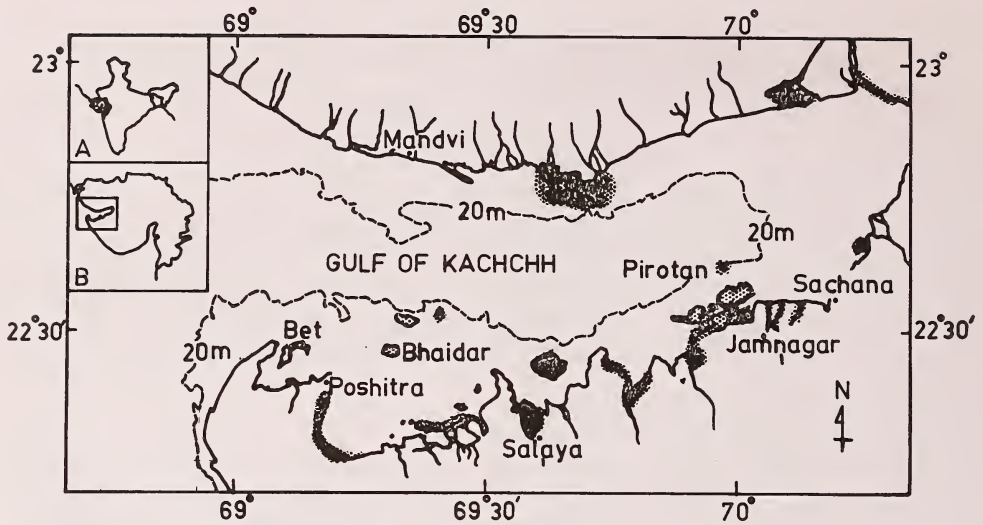 69° 69°30 70°
23° 23°
A
Mandvi
B
20m
20m
GULF OF KACHCHH
Pirotan
Sachana
22°30' 22°30'
Bet
20m
Bhaidar
Jamnagar
Poshitra
N
Salaya
69° 69°30' 70°